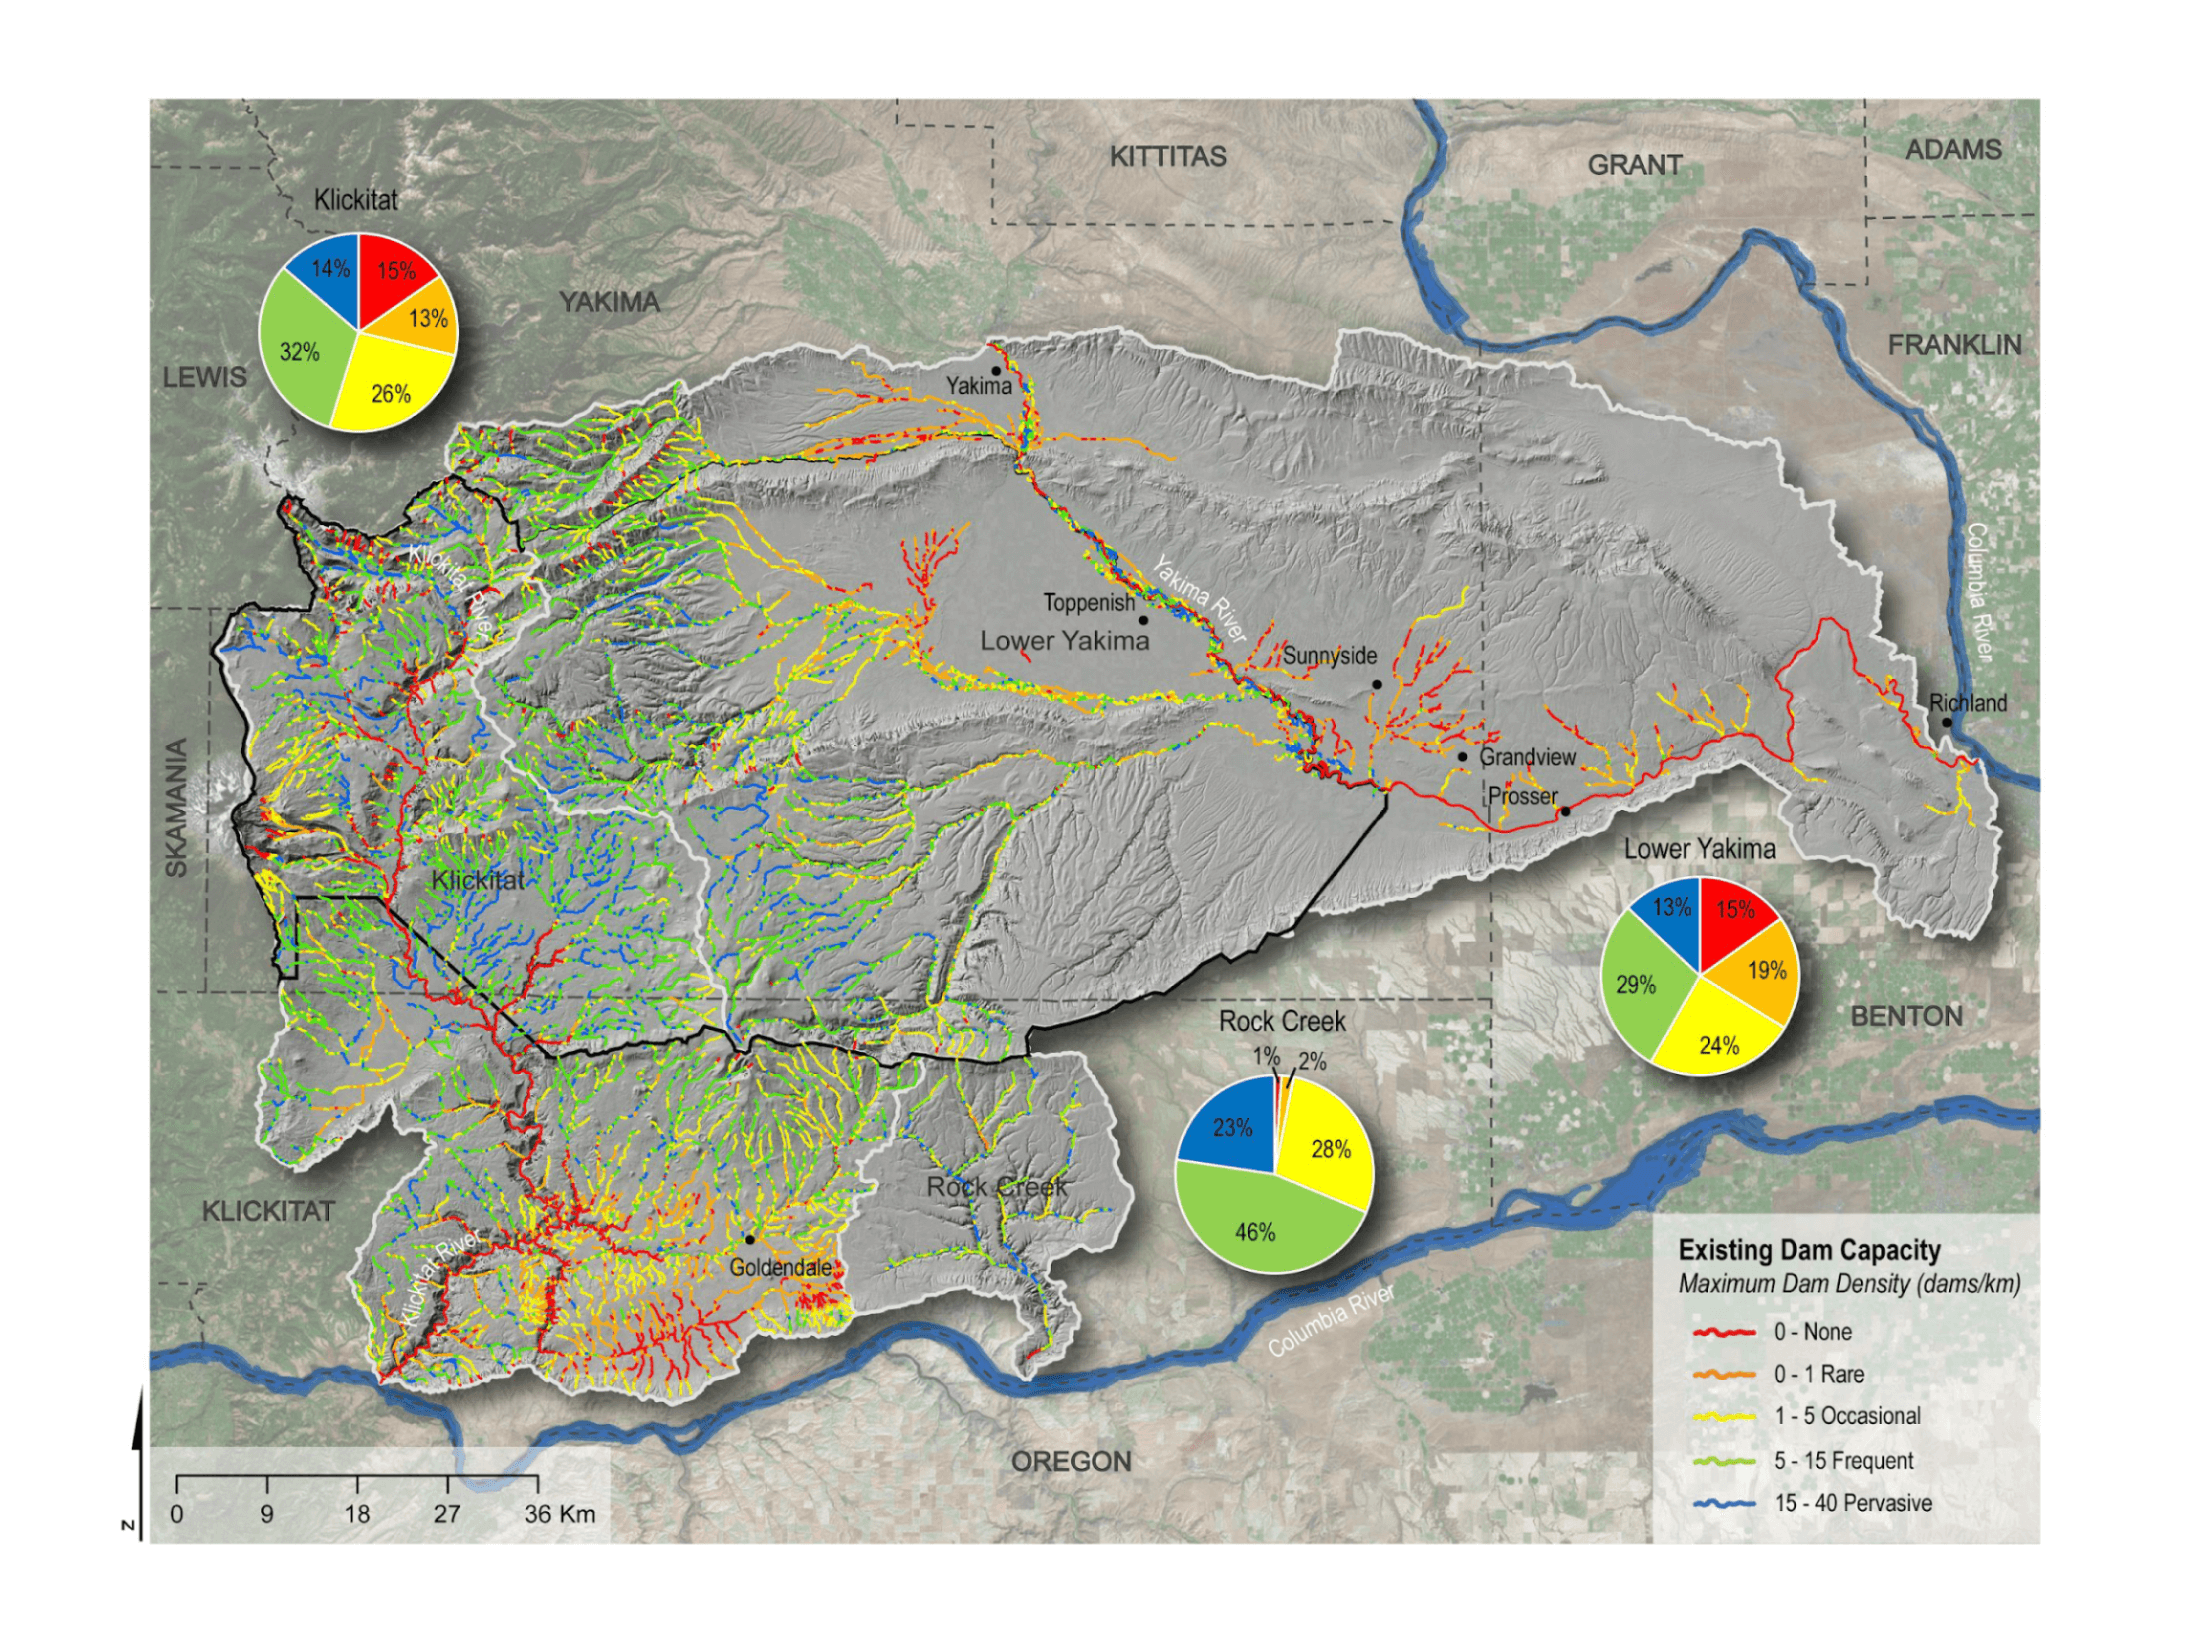 KITTITAS
GRANT
ADAMS
Klickitat
14%
15%
13%
32%
26%
YAKIMA
LEWIS
FRANKLIN
Yakima
Klickitat River
Yakima River
Columbia River
Toppenish
Lower Yakima
Sunnyside
Richland
Grandview
Prosser
SKAMANIA
Klickitat
Lower Yakima
13%
15%
29%
19%
24%
BENTON
Rock Creek
1%
2%
23%
28%
46%
Rock Creek
KLICKITAT
Klickitat River
Goldendale
Columbia River
OREGON
Existing Dam Capacity
Maximum Dam Density (dams/km)
0 - None
0 - 1 Rare
1 - 5 Occasional
5 - 15 Frequent
15 - 40 Pervasive
N
0 9 18 27 36 Km